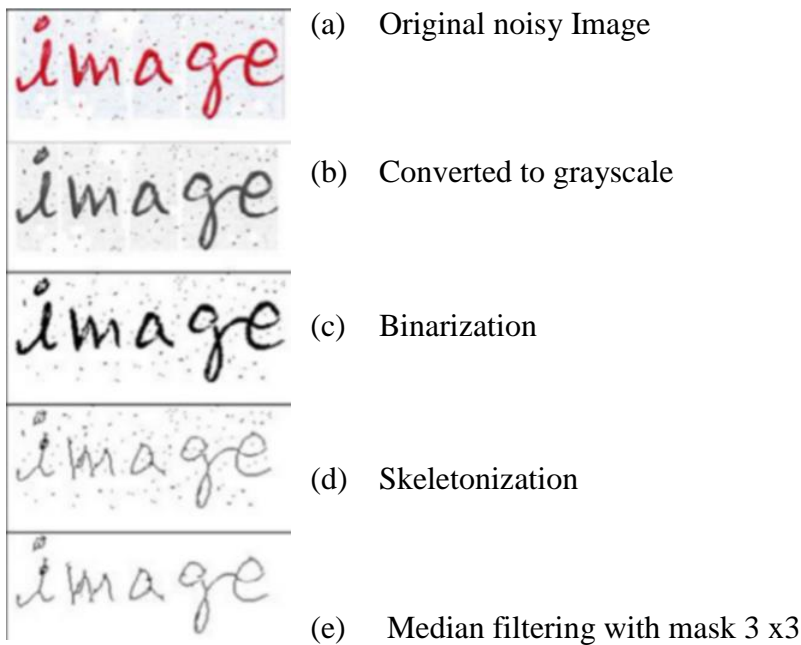 image (a) Original noisy Image
image (b) Converted to grayscale
image (c) Binarization
image (d) Skeletonization
image (e) Median filtering with mask 3 x3